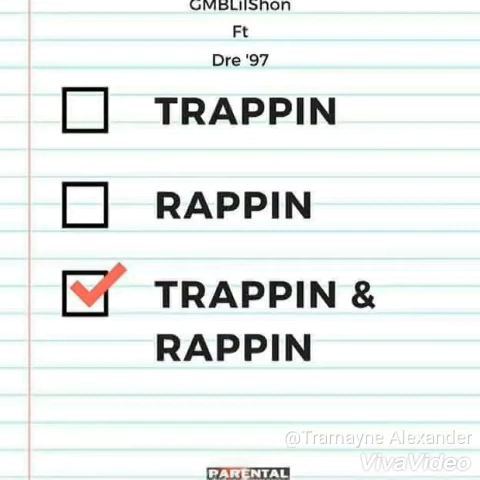 GMBLilShon
Ft
Dre '97
TRAPPIN
RAPPIN
TRAPPIN &
RAPPIN
@Tramayne Alexander
VivaVideo
PARENTAL